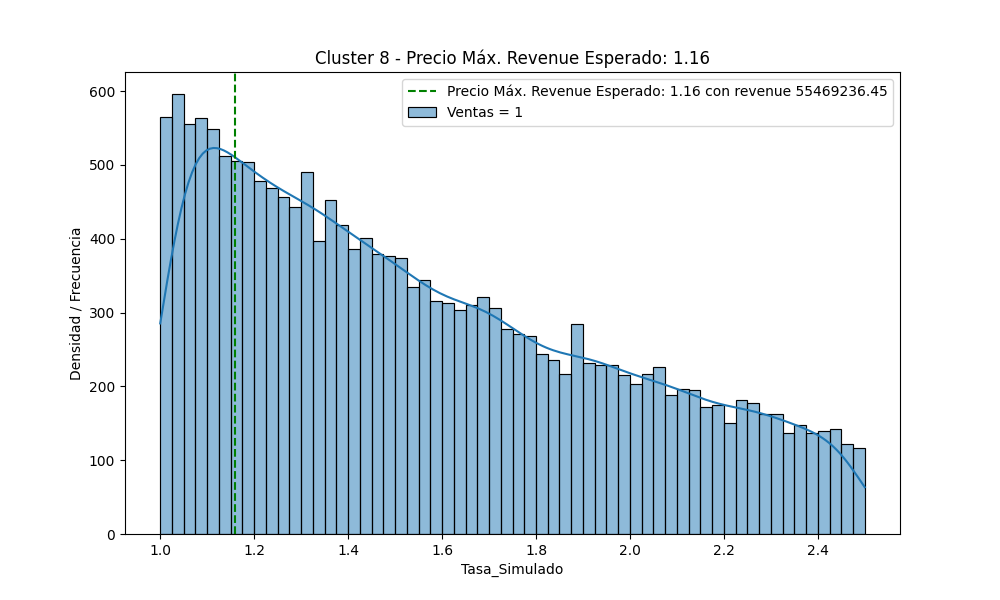 Cluster 8 - Precio Máx. Revenue Esperado: 1.16
Precio Máx. Revenue Esperado: 1.16 con revenue 55469236.45
Ventas = 1
Densidad / Frecuencia
600
500
400
300
200
100
0
1.0 1.2 1.4 1.6 1.8 2.0 2.2 2.4
Tasa_Simulado